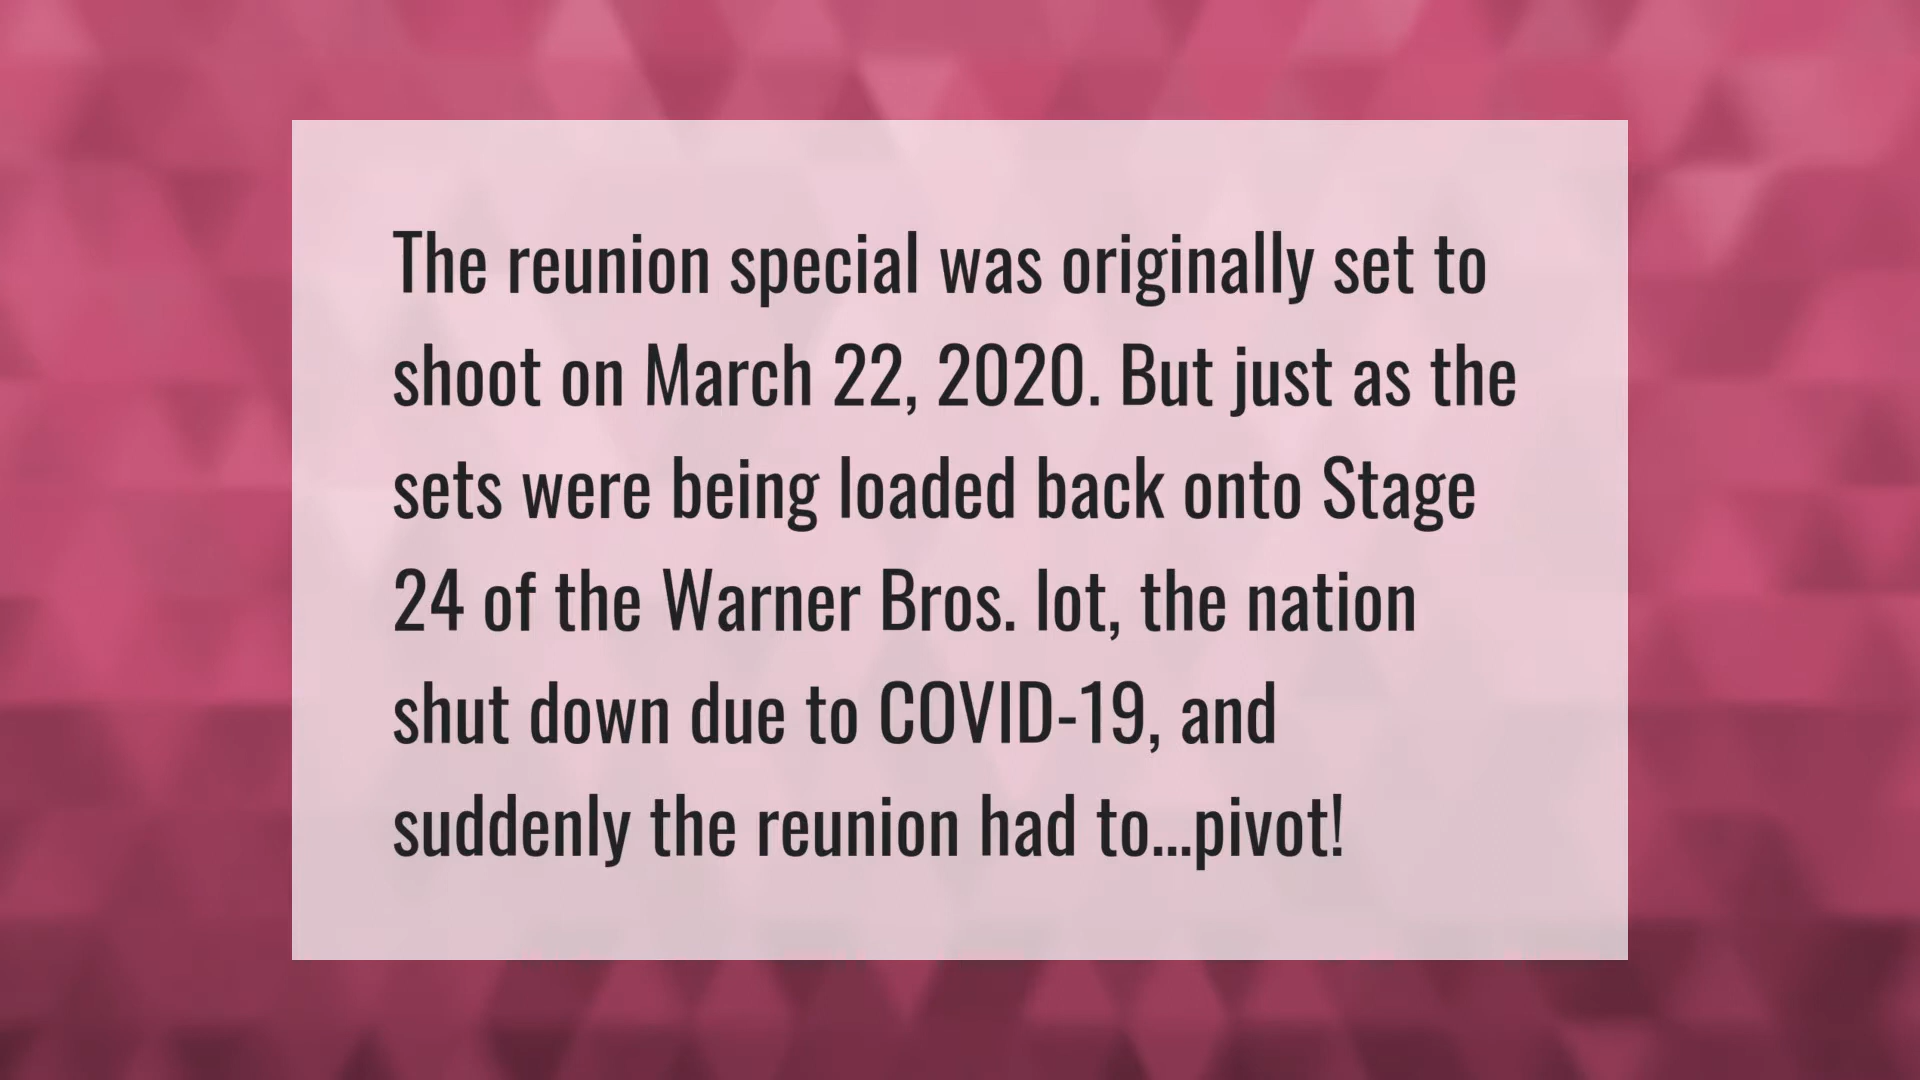 The reunion special was originally set to
shoot on March 22, 2020. But just as the
sets were being loaded back onto Stage
24 of the Warner Bros. lot, the nation
shut down due to COVID-19, and
suddenly the reunion had to...pivot!